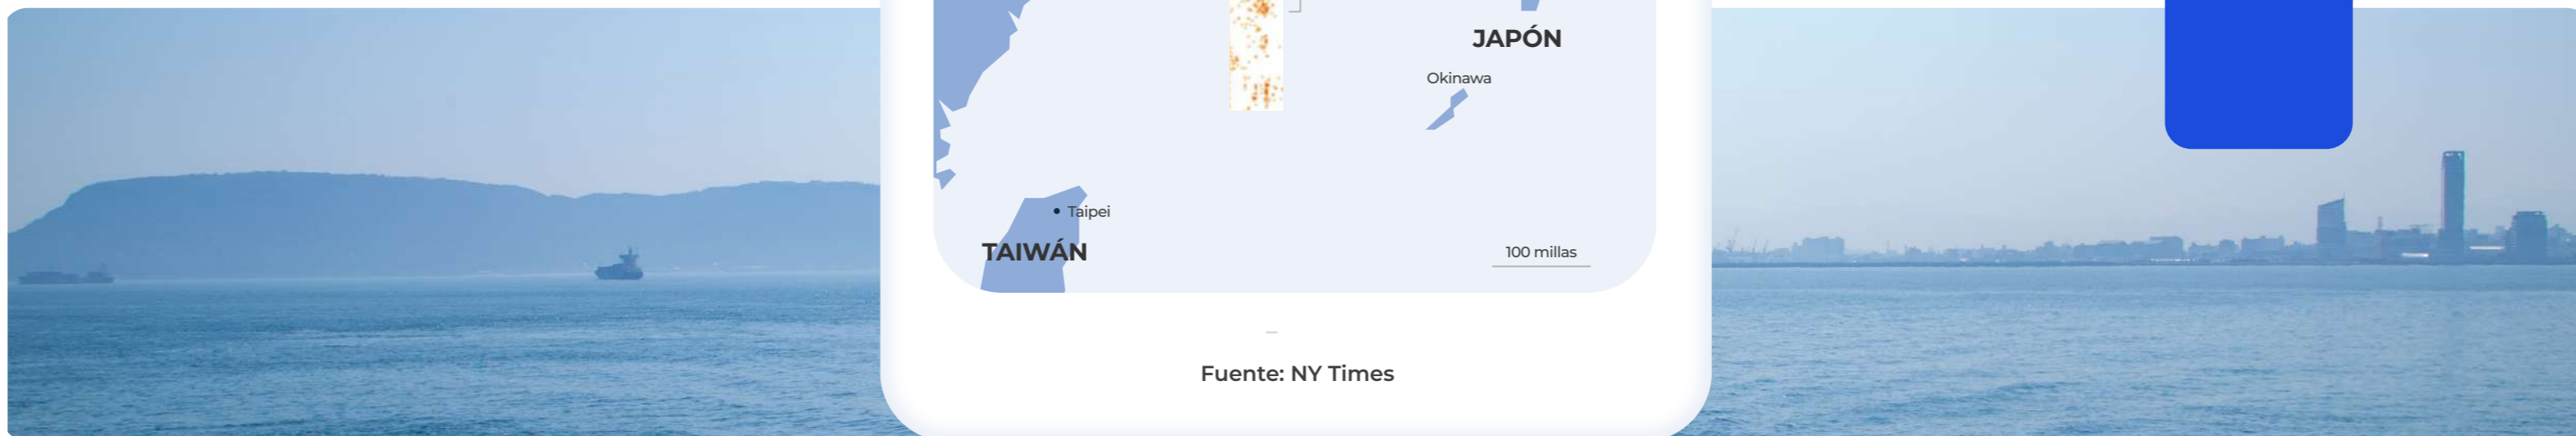 JAPÓN
Okinawa
Taipei
TAIWÁN
100 millas
Fuente: NY Times